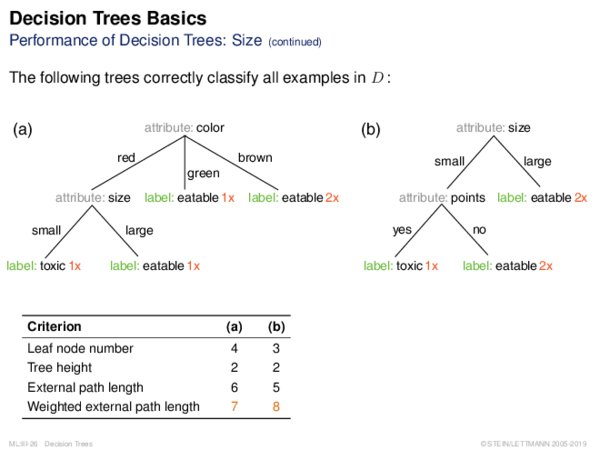 Decision Trees Basics
Performance of Decision Trees: Size (continued)
The following trees correctly classify all examples in D :
(a)
attribute: color
red
green
brown
attribute: size
label: eatable 1x
label: eatable 2x
small
large
label: toxic 1x
label: eatable 1x
(b)
attribute: size
small
large
attribute: points
label: eatable 2x
yes
no
label: toxic 1x
label: eatable 2x
Criterion (a) (b)
Leaf node number 4 3
Tree height 2 2
External path length 6 5
Weighted external path length 7 8
ML:III-26 Decision Trees
© STEIN/LETTMANN 2005-2019